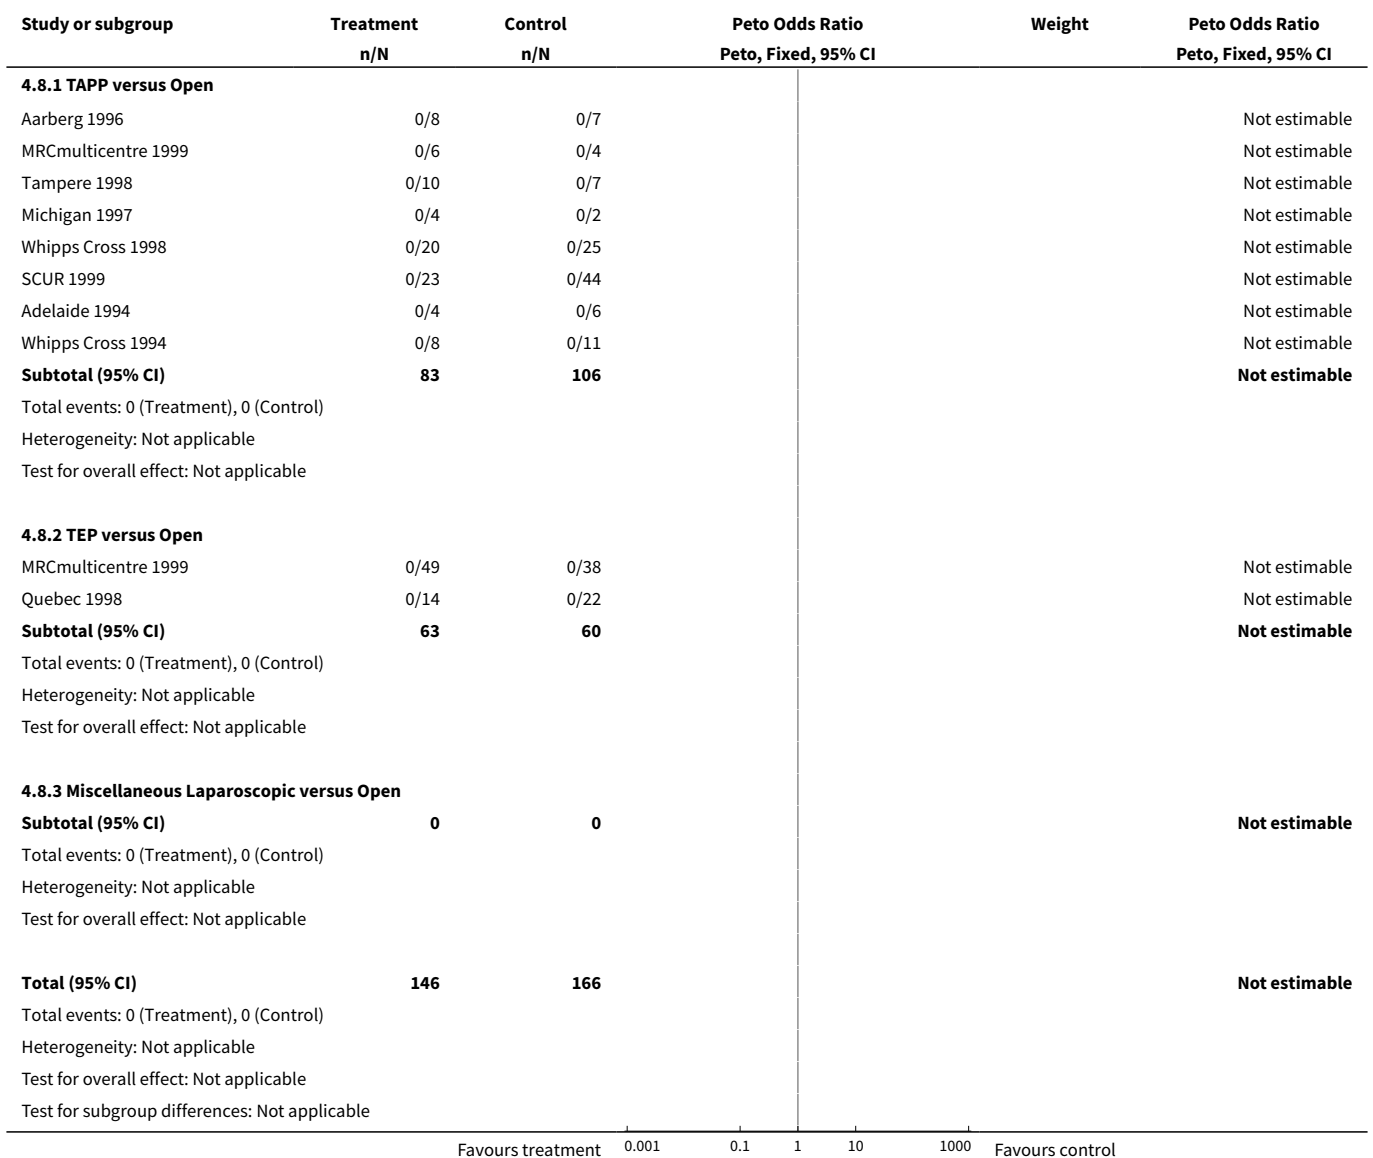 Study or subgroup Treatment Control Peto Odds Ratio Weight Peto Odds Ratio
n/N n/N Peto, Fixed, 95% CI Peto, Fixed, 95% CI
4.8.1 TAPP versus Open
Aarberg 1996 0/8 0/7 Not estimable
MRCmulticentre 1999 0/6 0/4 Not estimable
Tampere 1998 0/10 0/7 Not estimable
Michigan 1997 0/4 0/2 Not estimable
Whipps Cross 1998 0/20 0/25 Not estimable
SCUR 1999 0/23 0/44 Not estimable
Adelaide 1994 0/4 0/6 Not estimable
Whipps Cross 1994 0/8 0/11 Not estimable
Subtotal (95% CI) 83 106 Not estimable
Total events: 0 (Treatment), 0 (Control)
Heterogeneity: Not applicable
Test for overall effect: Not applicable
4.8.2 TEP versus Open
MRCmulticentre 1999 0/49 0/38 Not estimable
Quebec 1998 0/14 0/22 Not estimable
Subtotal (95% CI) 63 60 Not estimable
Total events: 0 (Treatment), 0 (Control)
Heterogeneity: Not applicable
Test for overall effect: Not applicable
4.8.3 Miscellaneous Laparoscopic versus Open
Subtotal (95% CI) 0 0 Not estimable
Total events: 0 (Treatment), 0 (Control)
Heterogeneity: Not applicable
Test for overall effect: Not applicable
Total (95% CI) 146 166 Not estimable
Total events: 0 (Treatment), 0 (Control)
Heterogeneity: Not applicable
Test for overall effect: Not applicable
Test for subgroup differences: Not applicable
Favours treatment 0.001 0.1 1 10 1000 Favours control